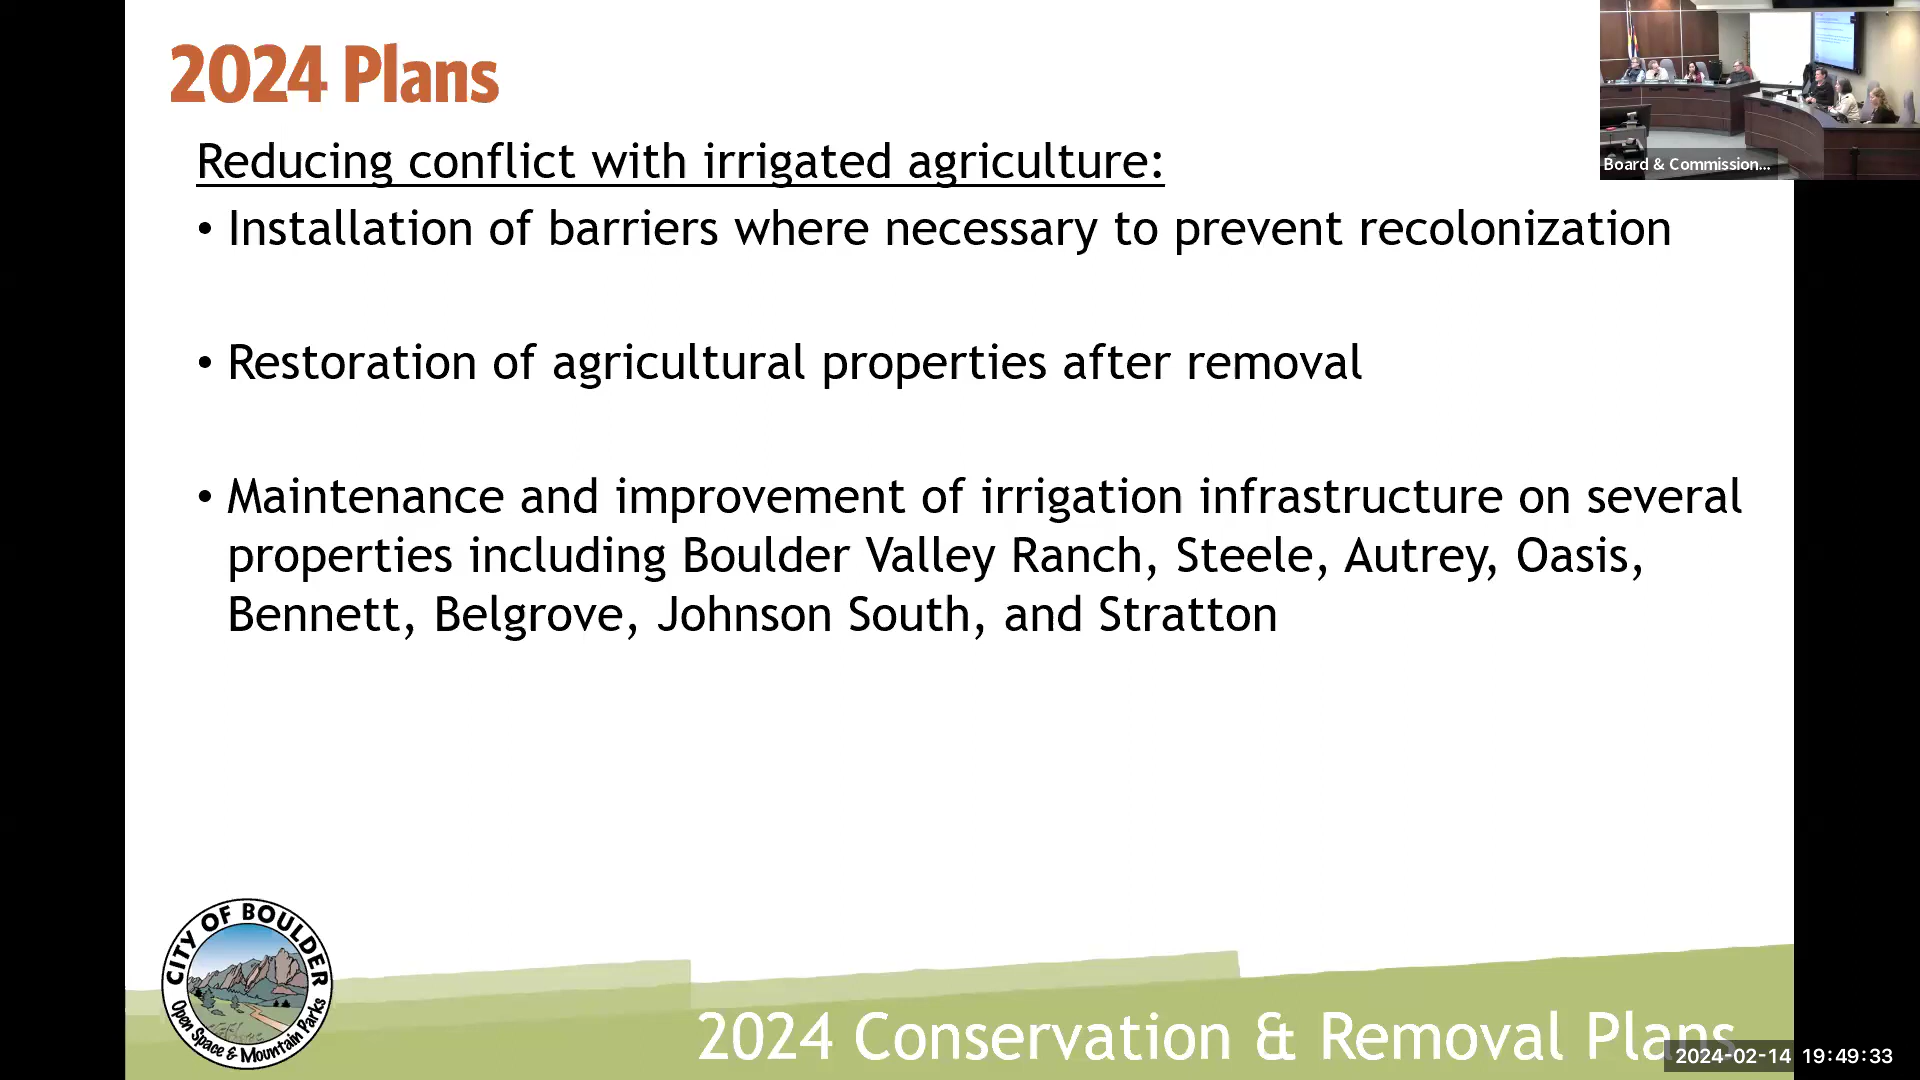 2024 Plans
Reducing conflict with irrigated agriculture:
• Installation of barriers where necessary to prevent recolonization
• Restoration of agricultural properties after removal
• Maintenance and improvement of irrigation infrastructure on several
properties including Boulder Valley Ranch, Steele, Autrey, Oasis,
Bennett, Belgrove, Johnson South, and Stratton
Board & Commission...
CITY OF BOULDER
Open Space & Mountain Parks
2024 Conservation & Removal Plans
2024-02-14 19:49:33